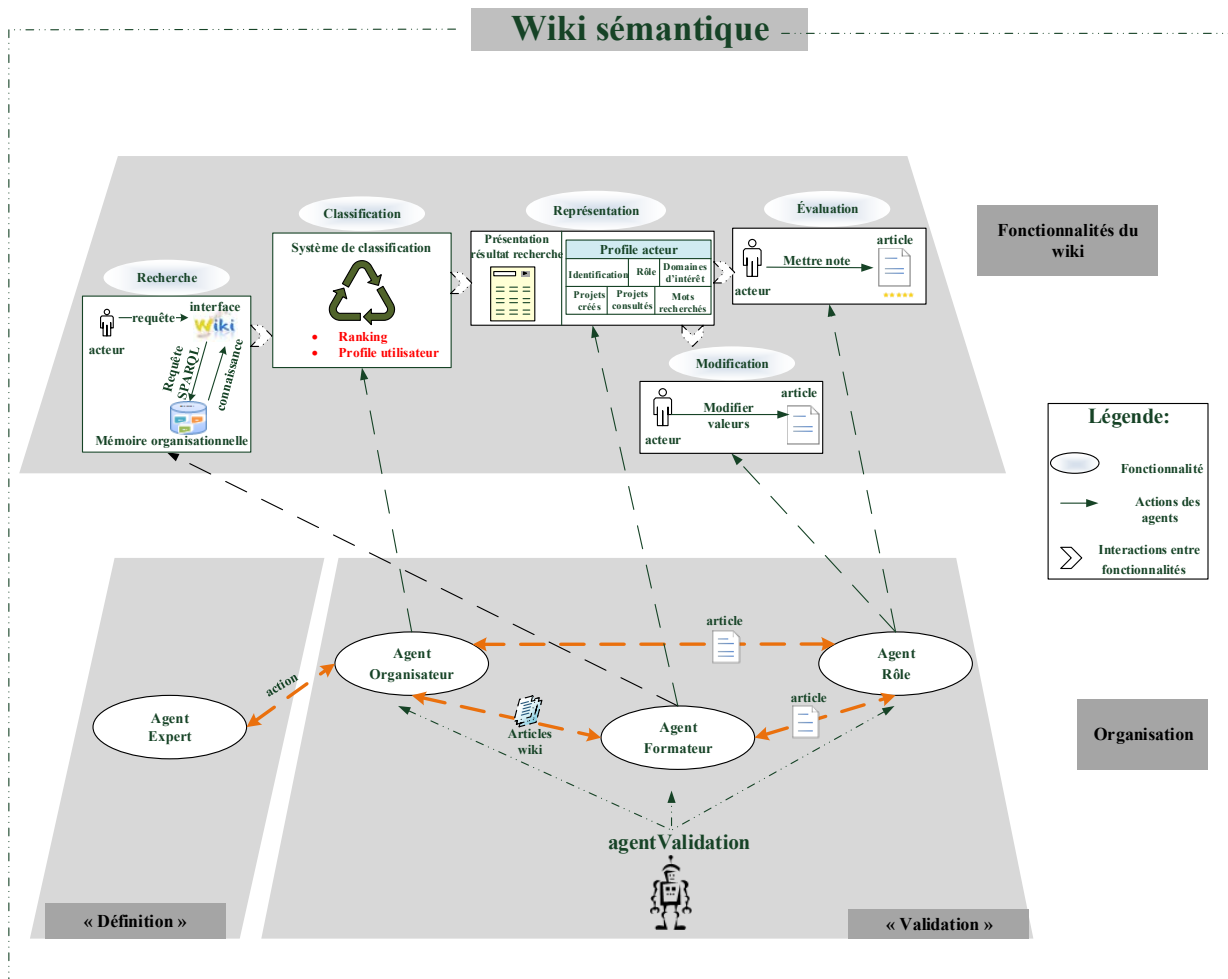 Wiki sémantique
Fonctionnalités du
wiki
Recherche
acteur
requête
interface
Wiki
Requête
SPARQL
connaissance
Mémoire organisationnelle
Classification
Système de classification
• Ranking
• Profile utilisateur
Représentation
Présentation
résultat recherche
Profile acteur
Identification
Rôle
Domaines
d'intérêt
Projets
créés
Projets
consultés
Mots
recherchés
Évaluation
acteur
Mettre note
article
Modification
acteur
Modifier
valeurs
article
Légende:
Fonctionnalité
Actions des
agents
Interactions entre
fonctionnalités
Agent
Expert
action
Agent
Organisateur
article
Agent
Rôle
Articles
wiki
Agent
Formateur
article
agentValidation
Organisation
« Définition »
« Validation »